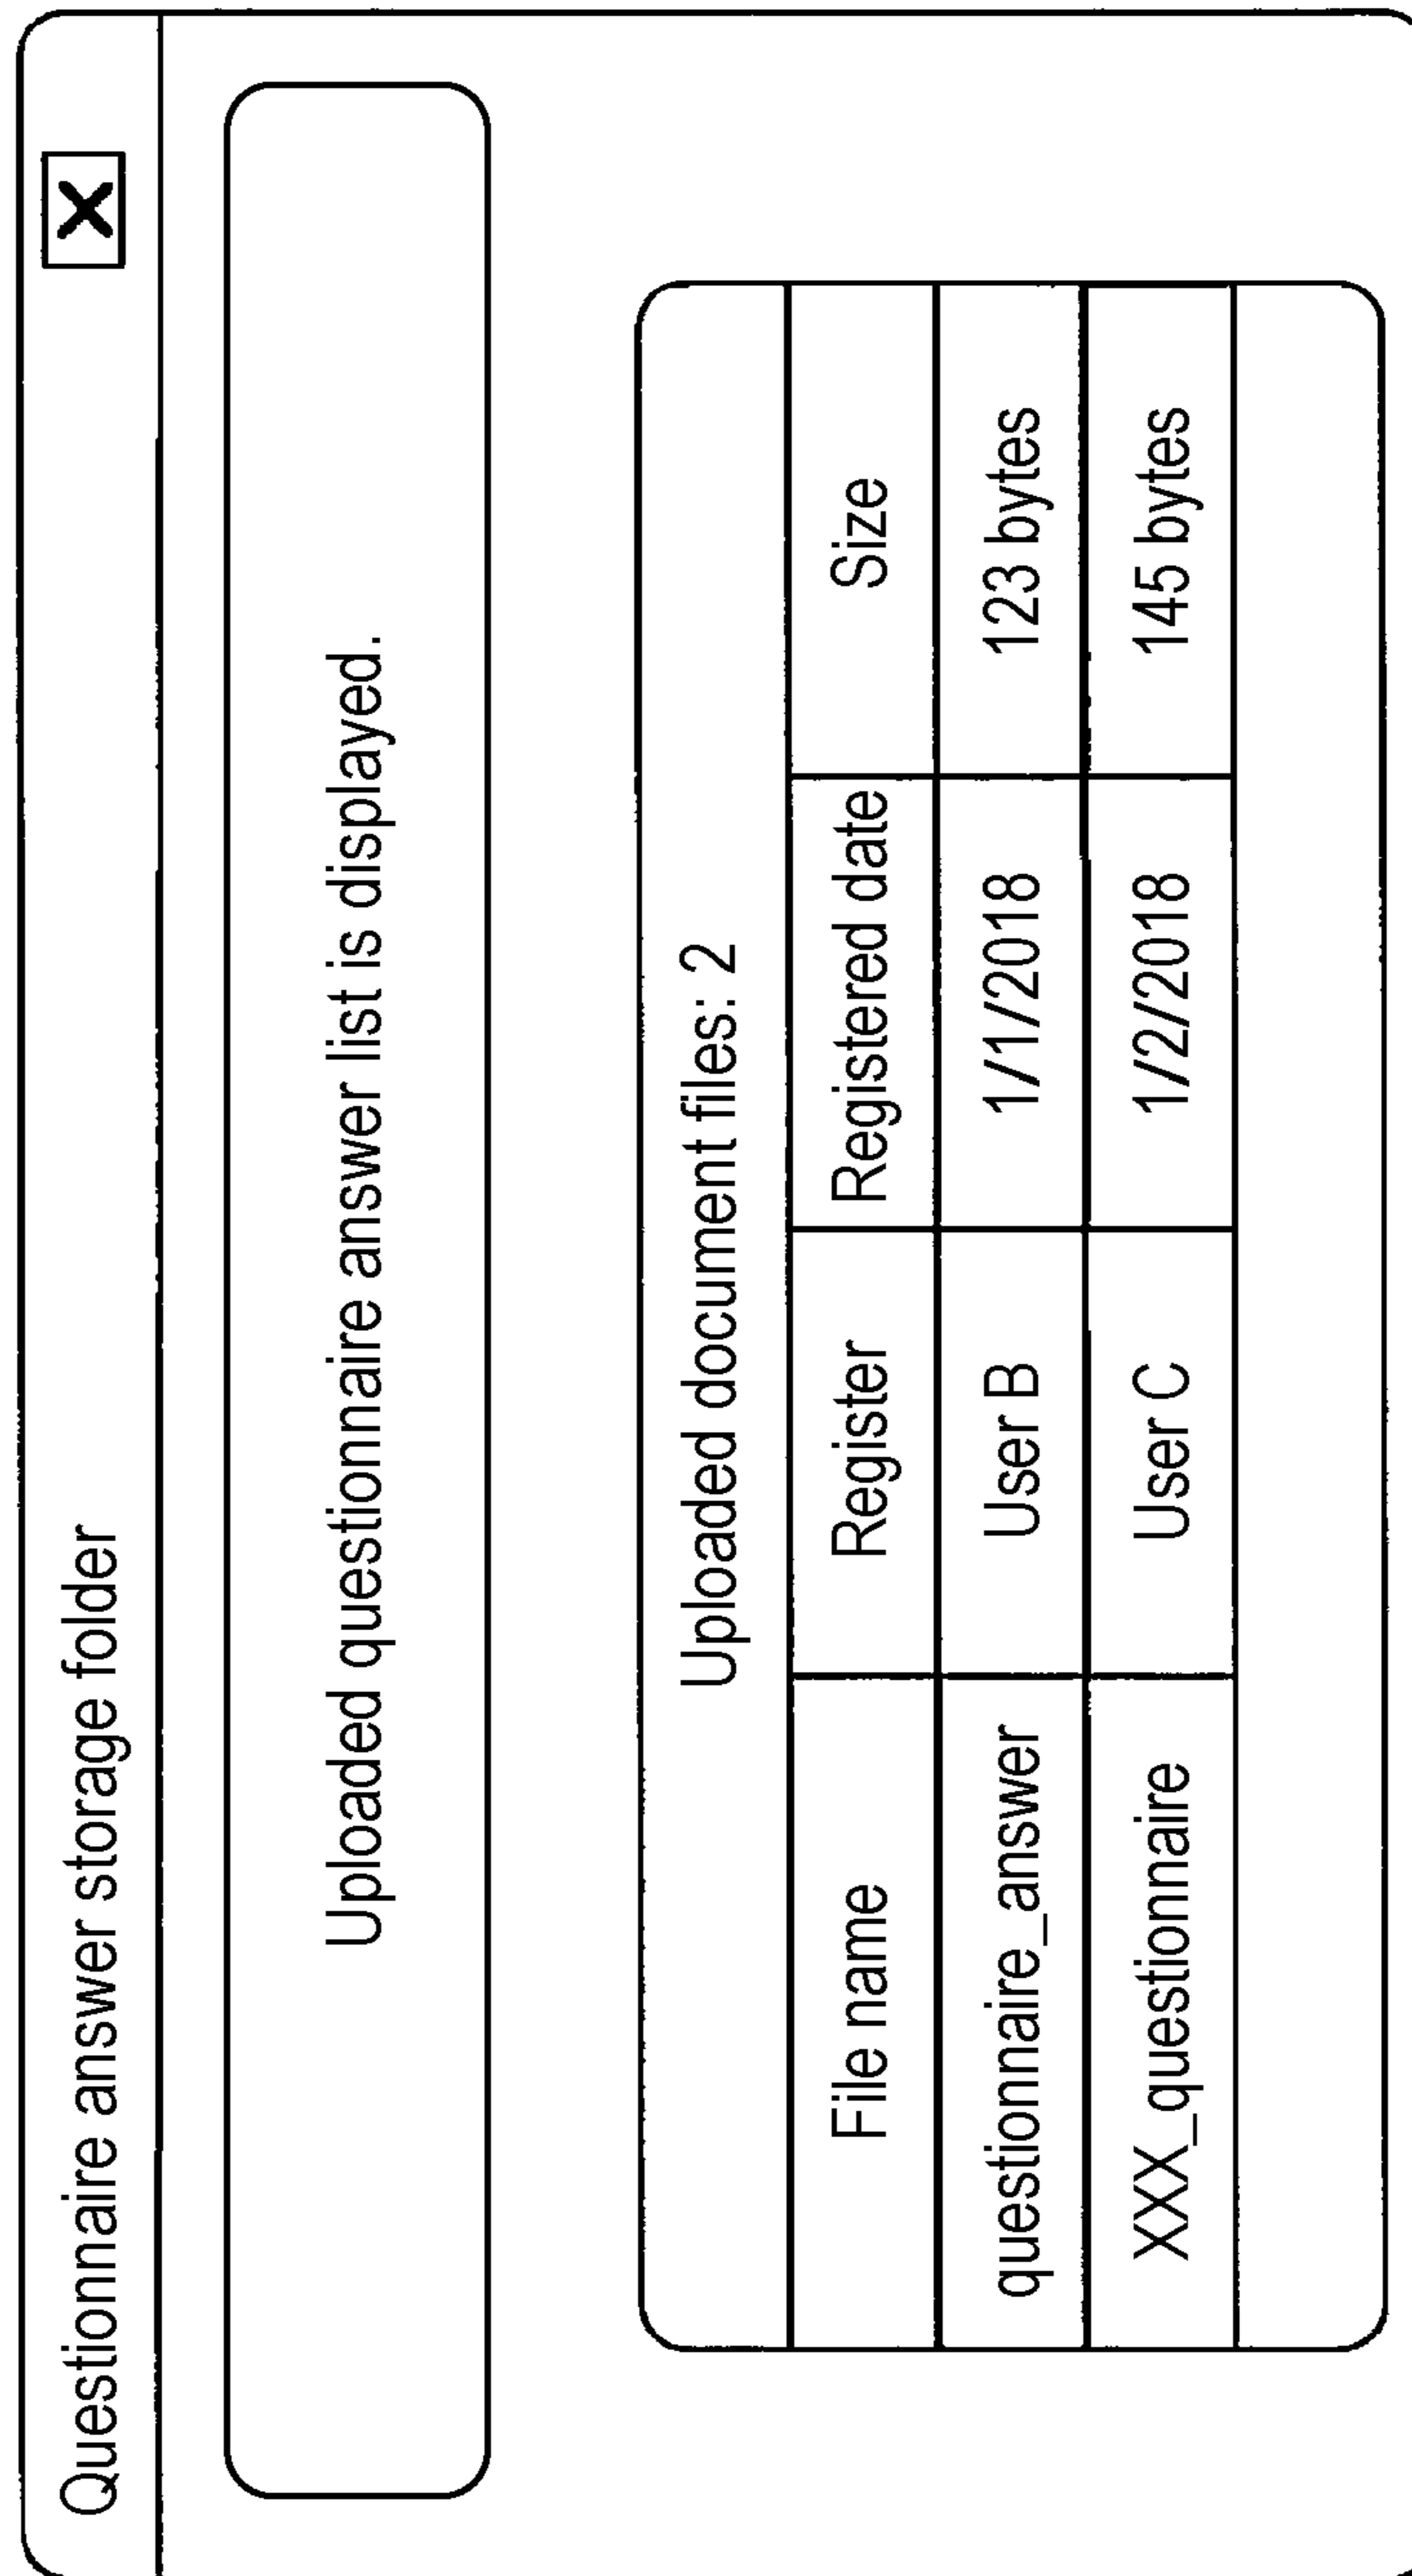 Questionnaire answer storage folder X
Uploaded questionnaire answer list is displayed.
Uploaded document files: 2
File name Register Registered date Size
questionnaire_answer User B 1/1/2018 123 bytes
XXX_questionnaire User C 1/2/2018 145 bytes